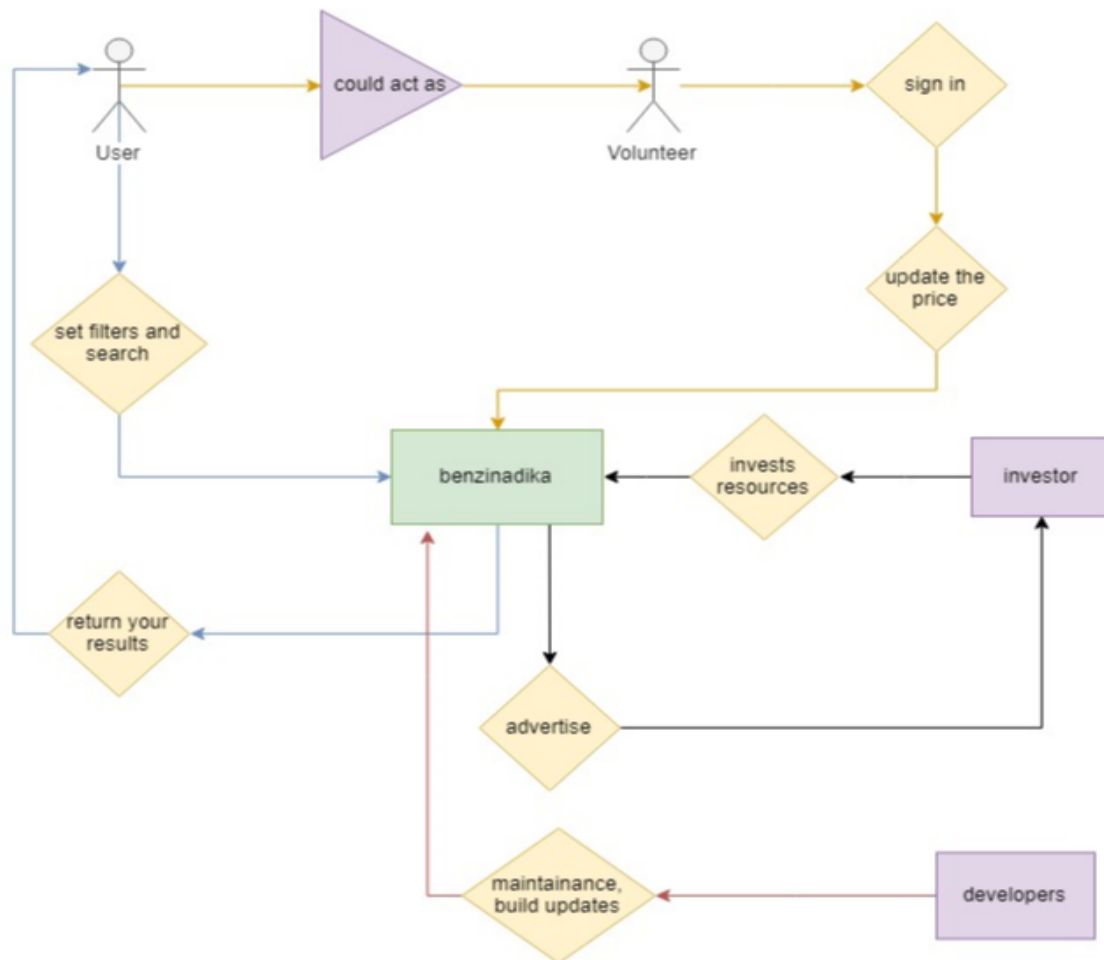 could act as
sign in
User
Volunteer
update the
price
set filters and
search
benzinadika
invests
resources
investor
return your
results
advertise
maintainance,
build updates
developers